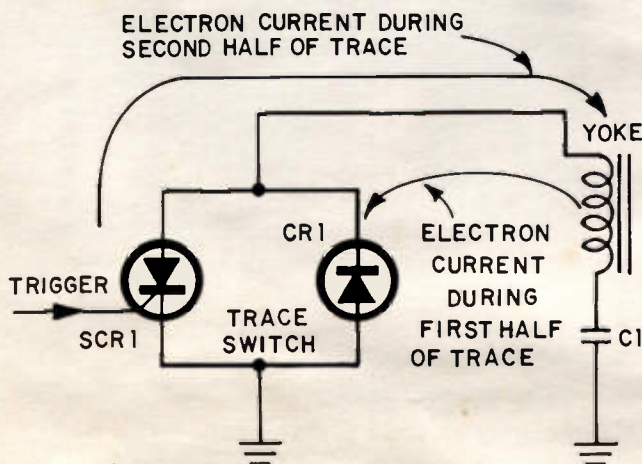 ELECTRON CURRENT DURING
SECOND HALF OF TRACE
YOKE
CR1
ELECTRON
CURRENT
DURING
FIRST HALF
OF TRACE
TRIGGER
SCR1
TRACE
SWITCH
C1